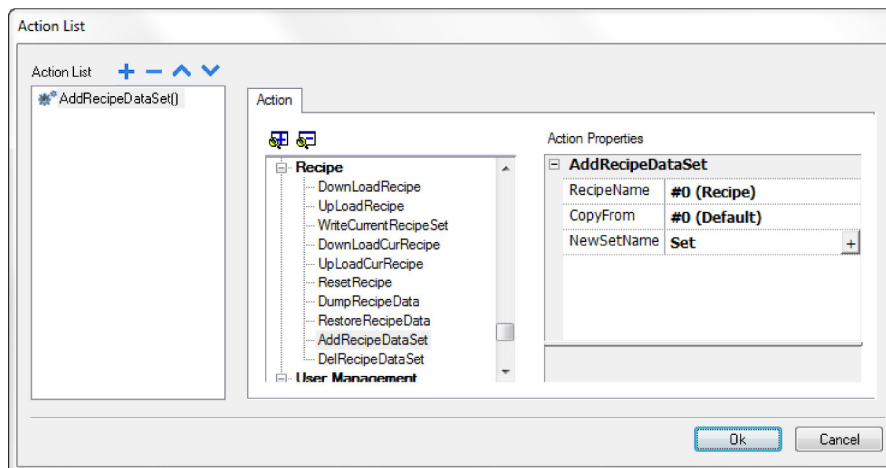 Action List
Action List
AddRecipeDataSet()
Action
Recipe
DownLoadRecipe
UpLoadRecipe
WriteCurrentRecipeSet
DownLoadCurRecipe
UpLoadCurRecipe
ResetRecipe
DumpRecipeData
RestoreRecipeData
AddRecipeDataSet
DelRecipeDataSet
User Management
Action Properties
AddRecipeDataSet
RecipeName #0 (Recipe)
CopyFrom #0 (Default)
NewSetName Set +
Ok Cancel